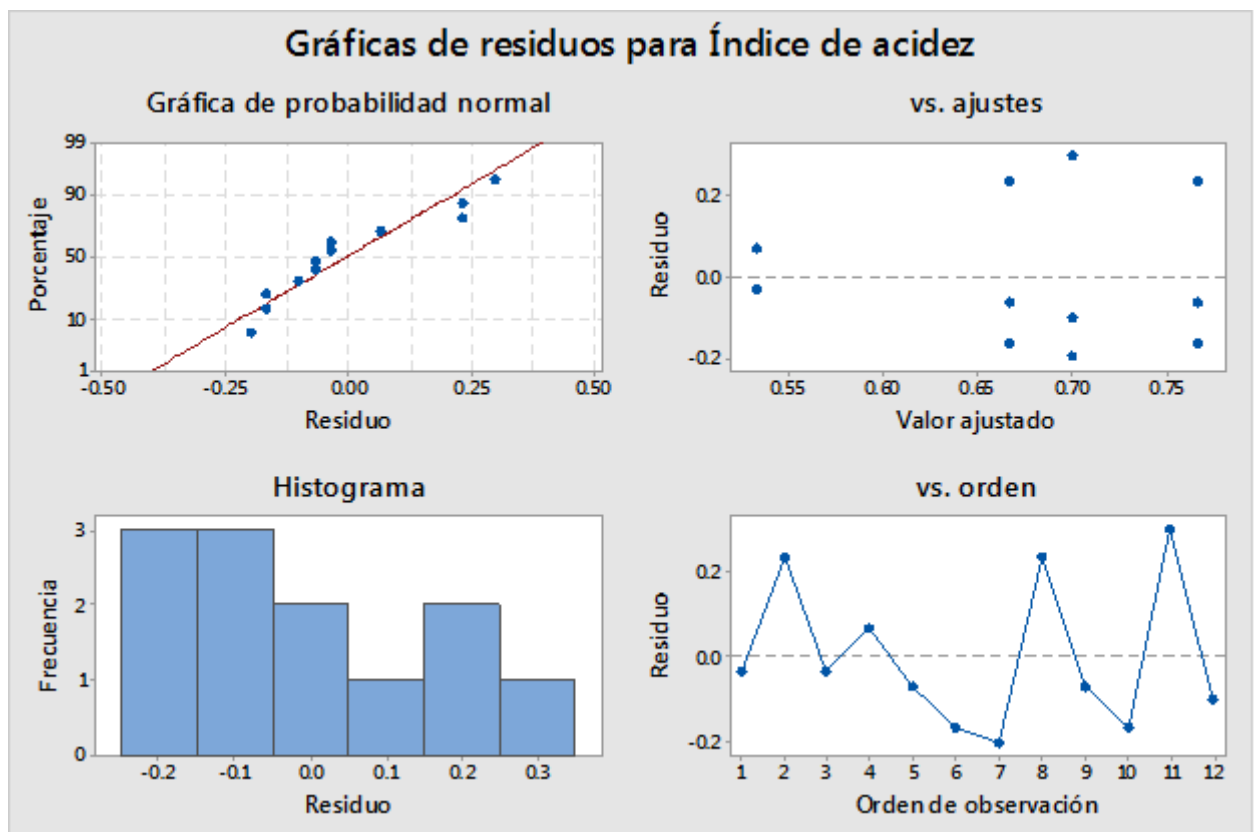 Gráficas de residuos para Índice de acidez
Gráfica de probabilidad normal
99
90
50
10
1
Porcentaje
-0.50
-0.25
0.00
0.25
0.50
Residuo
vs. ajustes
0.2
0.0
-0.2
Residuo
0.55
0.60
0.65
0.70
0.75
Valor ajustado
Histograma
3
2
1
0
Frecuencia
-0.2
-0.1
0.0
0.1
0.2
0.3
Residuo
vs. orden
0.2
0.0
-0.2
Residuo
1 2 3 4 5 6 7 8 9 10 11 12
Orden de observación